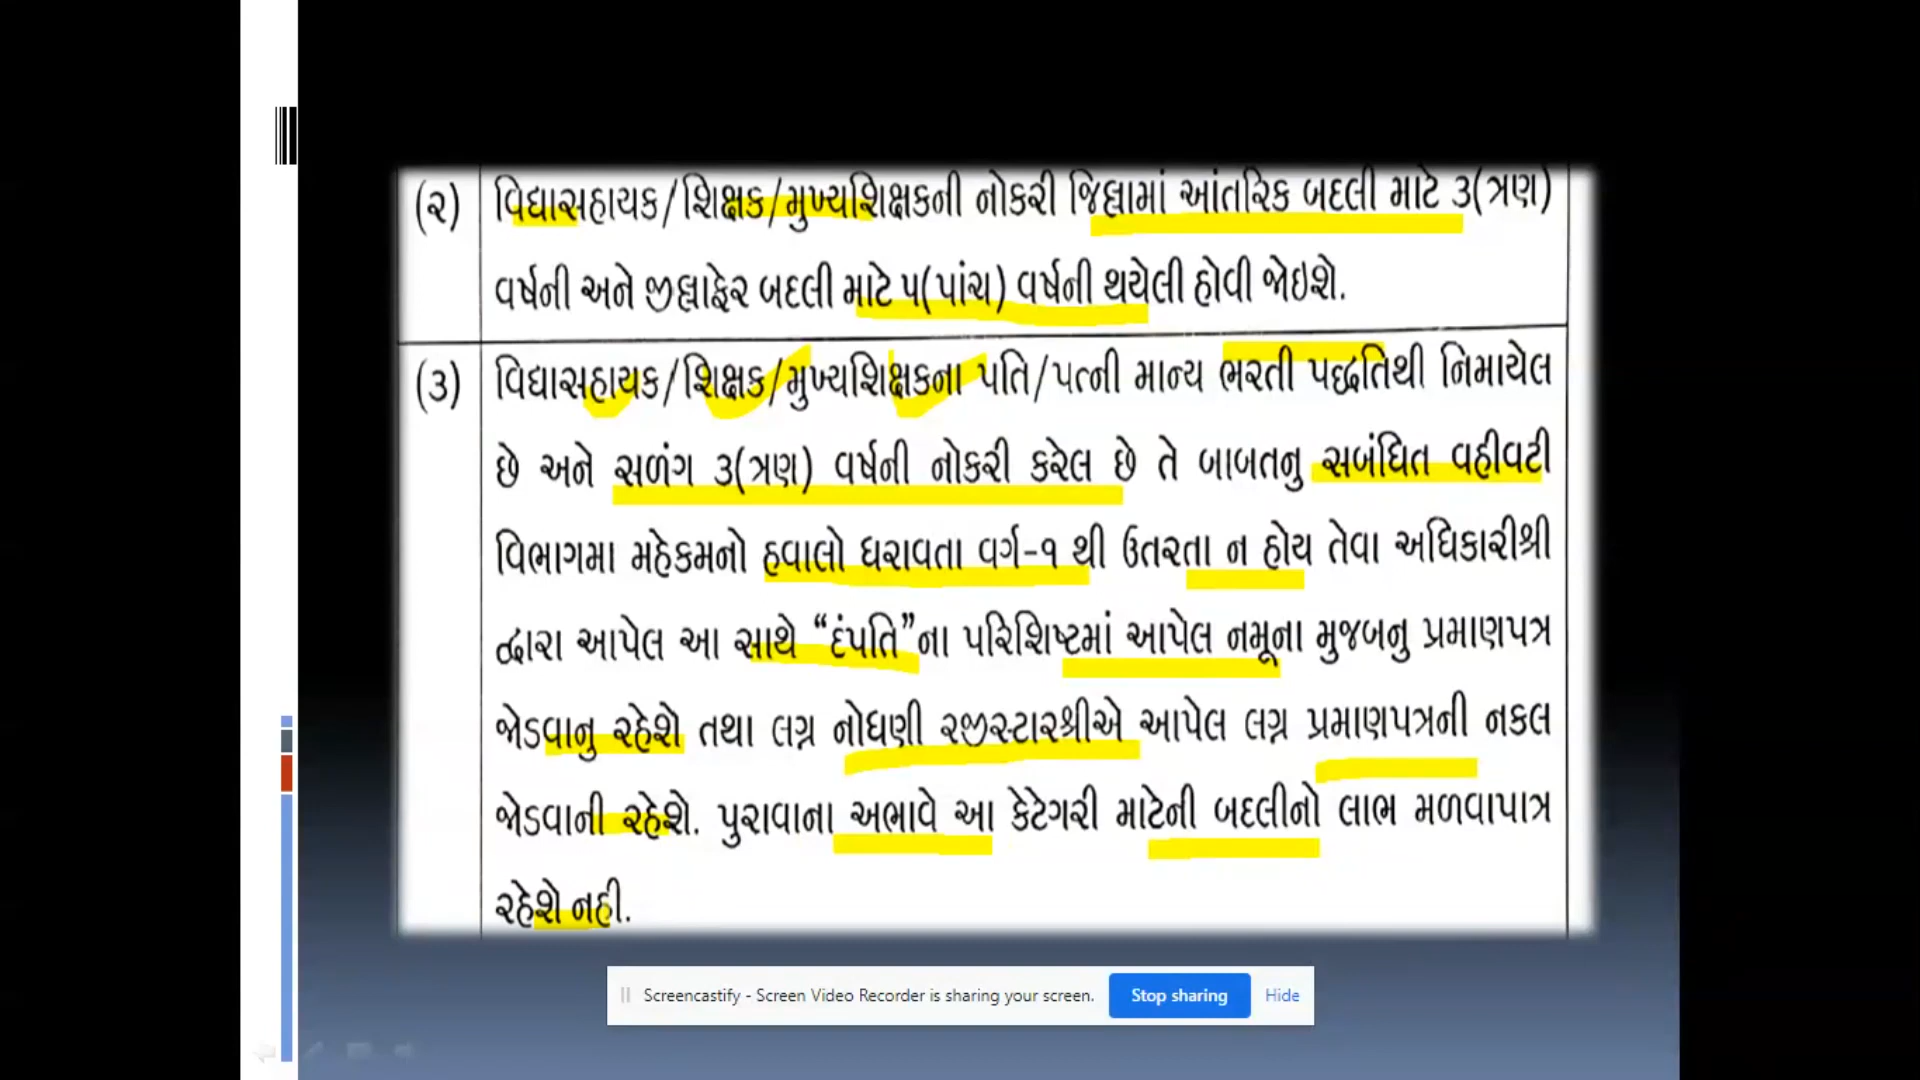 (૨) વિદ્યાસહાયક/શિક્ષક/મુખ્યશિક્ષકની નોકરી જિલ્લામાં આંતરિક બદલી માટે ૩(ત્રણ)
વર્ષની અને જીલ્લાફેર બદલી માટે ૫(પાંચ) વર્ષની થયેલી હોવી જોઇશે.
(૩) વિદ્યાસહાયક/શિક્ષક/મુખ્યશિક્ષકના પતિ/પત્ની માન્ય ભરતી પદ્ધતિથી નિમાયેલ
છે અને સળંગ ૩(ત્રણ) વર્ષની નોકરી કરેલ છે તે બાબતનુ સબંધિત વહીવટી
વિભાગમા મહેકમનો હવાલો ધરાવતા વર્ગ-૧ થી ઉતરતા ન હોય તેવા અધિકારીશ્રી
દ્વારા આપેલ આ સાથે “દંપતિ”ના પરિશિષ્ટમાં આપેલ નમૂના મુજબનુ પ્રમાણપત્ર
જોડવાનુ રહેશે તથા લગ્ન નોધણી રજીસ્ટારશ્રીએ આપેલ લગ્ન પ્રમાણપત્રની નકલ
જોડવાની રહેશે. પુરાવાના અભાવે આ કેટેગરી માટેની બદલીનો લાભ મળવાપાત્ર
રહેશે નહી.
Screencastify - Screen Video Recorder is sharing your screen. Stop sharing Hide